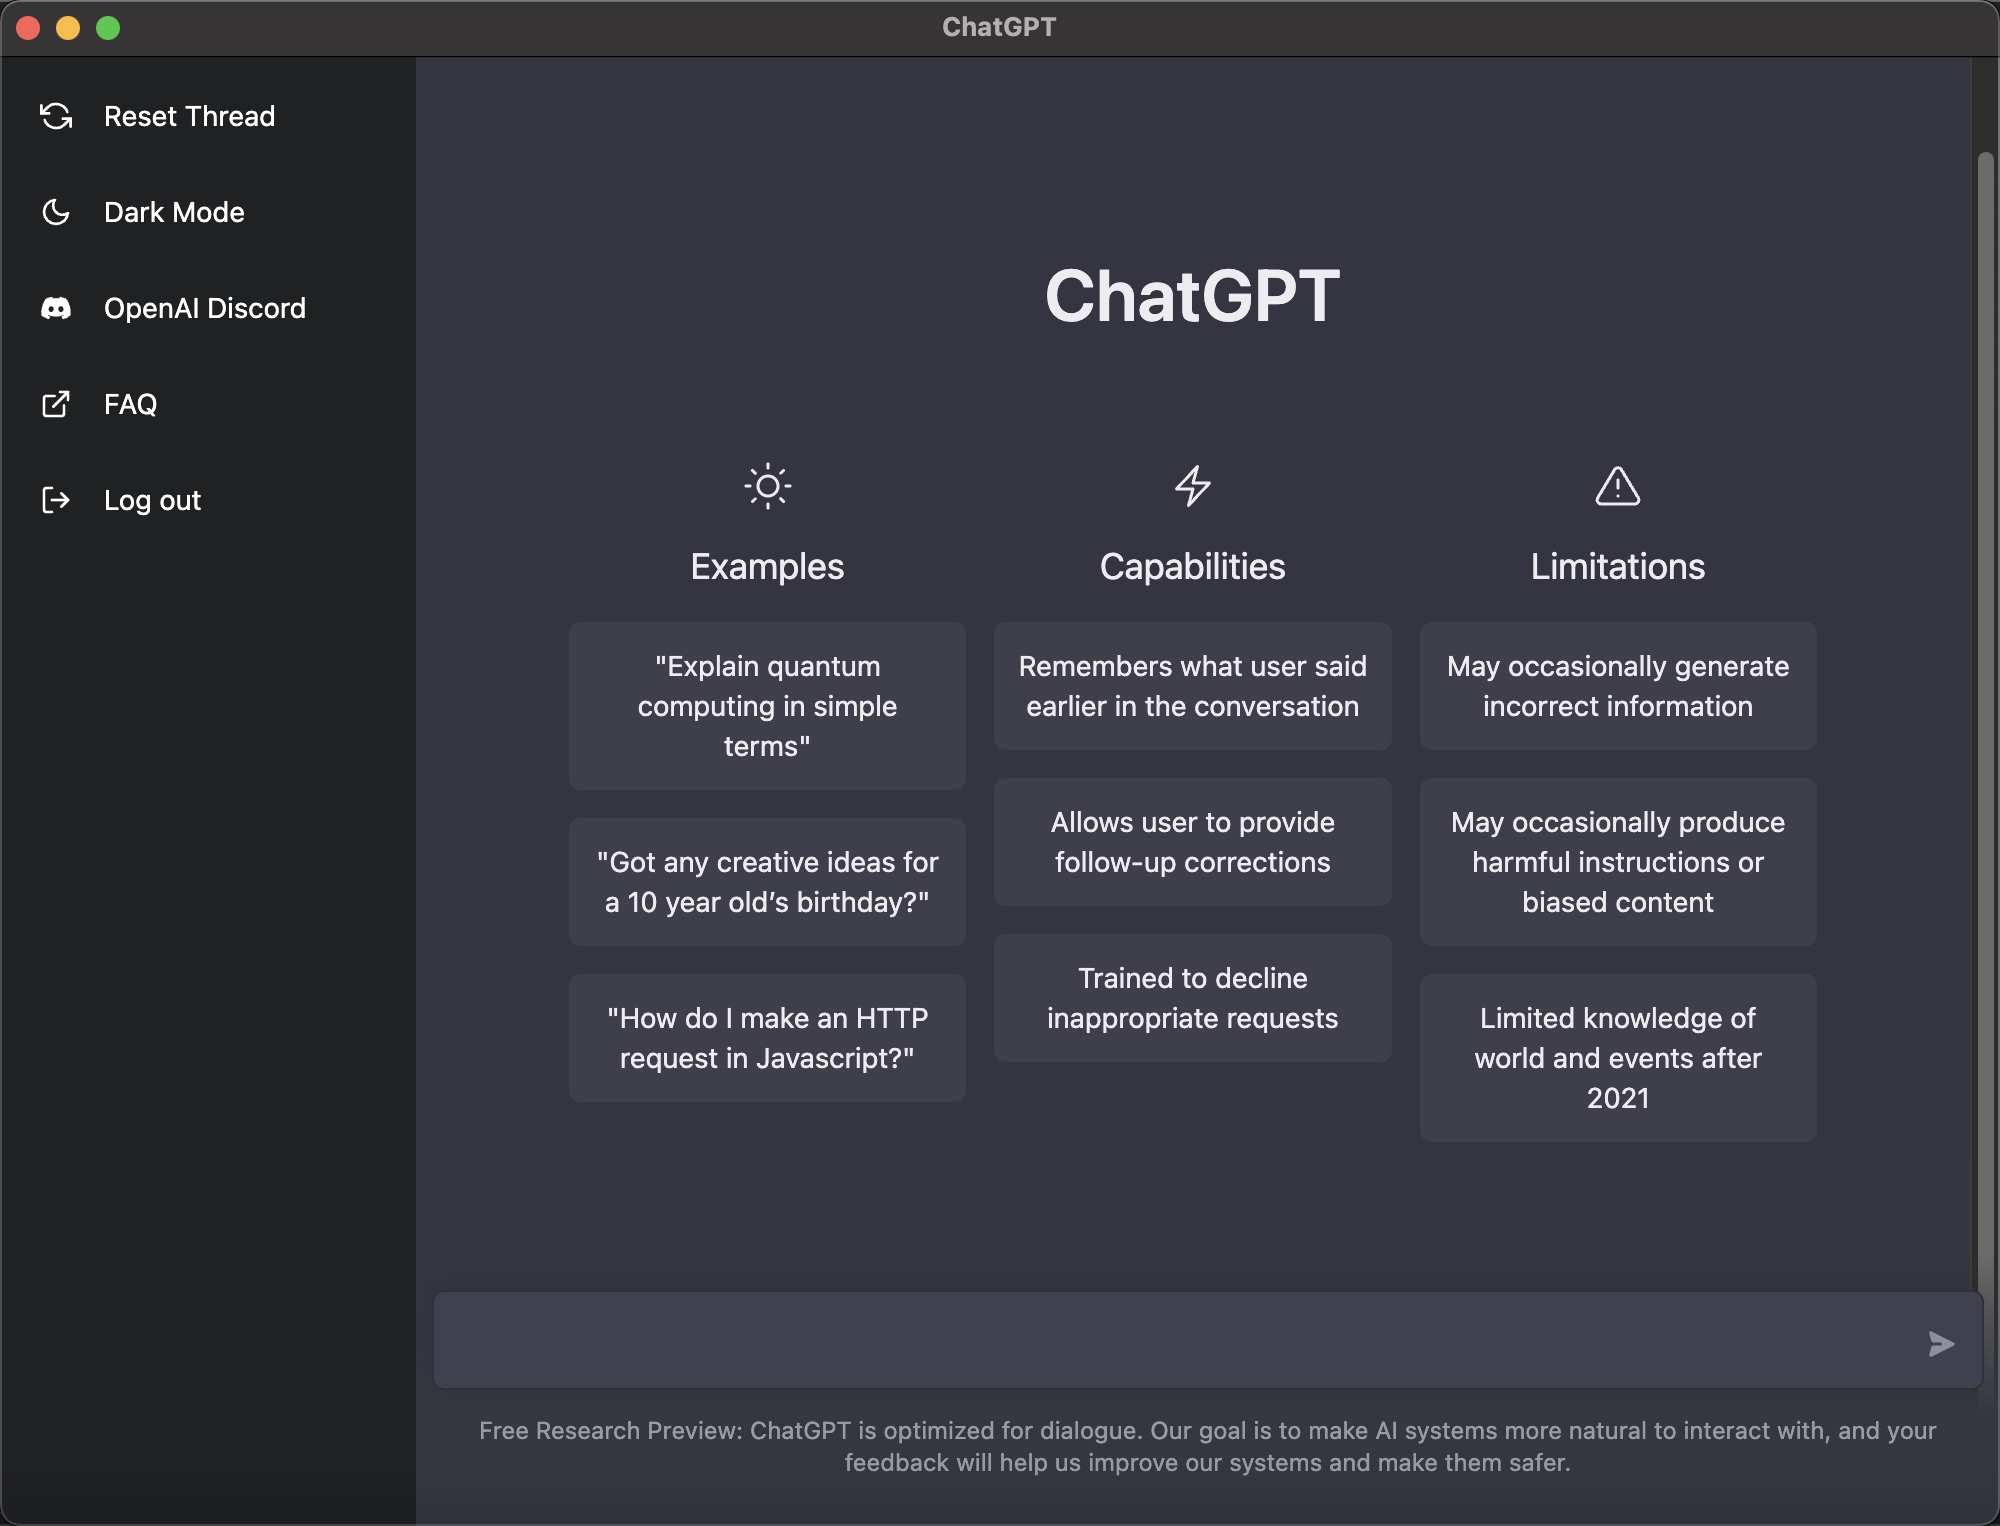 ChatGPT
Reset Thread
Dark Mode
OpenAI Discord
FAQ
Log out
ChatGPT
Examples
"Explain quantum
computing in simple
terms"
"Got any creative ideas for
a 10 year old’s birthday?"
"How do I make an HTTP
request in Javascript?"
Capabilities
Remembers what user said
earlier in the conversation
Allows user to provide
follow-up corrections
Trained to decline
inappropriate requests
Limitations
May occasionally generate
incorrect information
May occasionally produce
harmful instructions or
biased content
Limited knowledge of
world and events after
2021
Free Research Preview: ChatGPT is optimized for dialogue. Our goal is to make AI systems more natural to interact with, and your
feedback will help us improve our systems and make them safer.